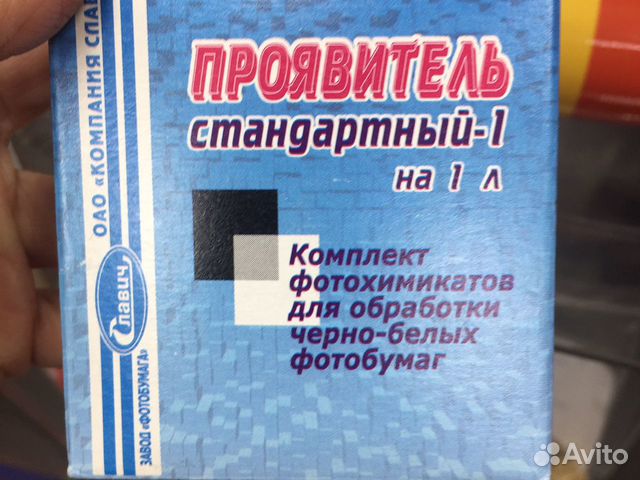 ПРОЯВИТЕЛЬ
стандартный-1
на 1 л
Комплект
фотохимикатов
для обработки
черно-белых
фотобумаг
ОАО «КОМПАНИЯ
Славич
ЗАВОД «ФОТОБУМАГА»
Avito